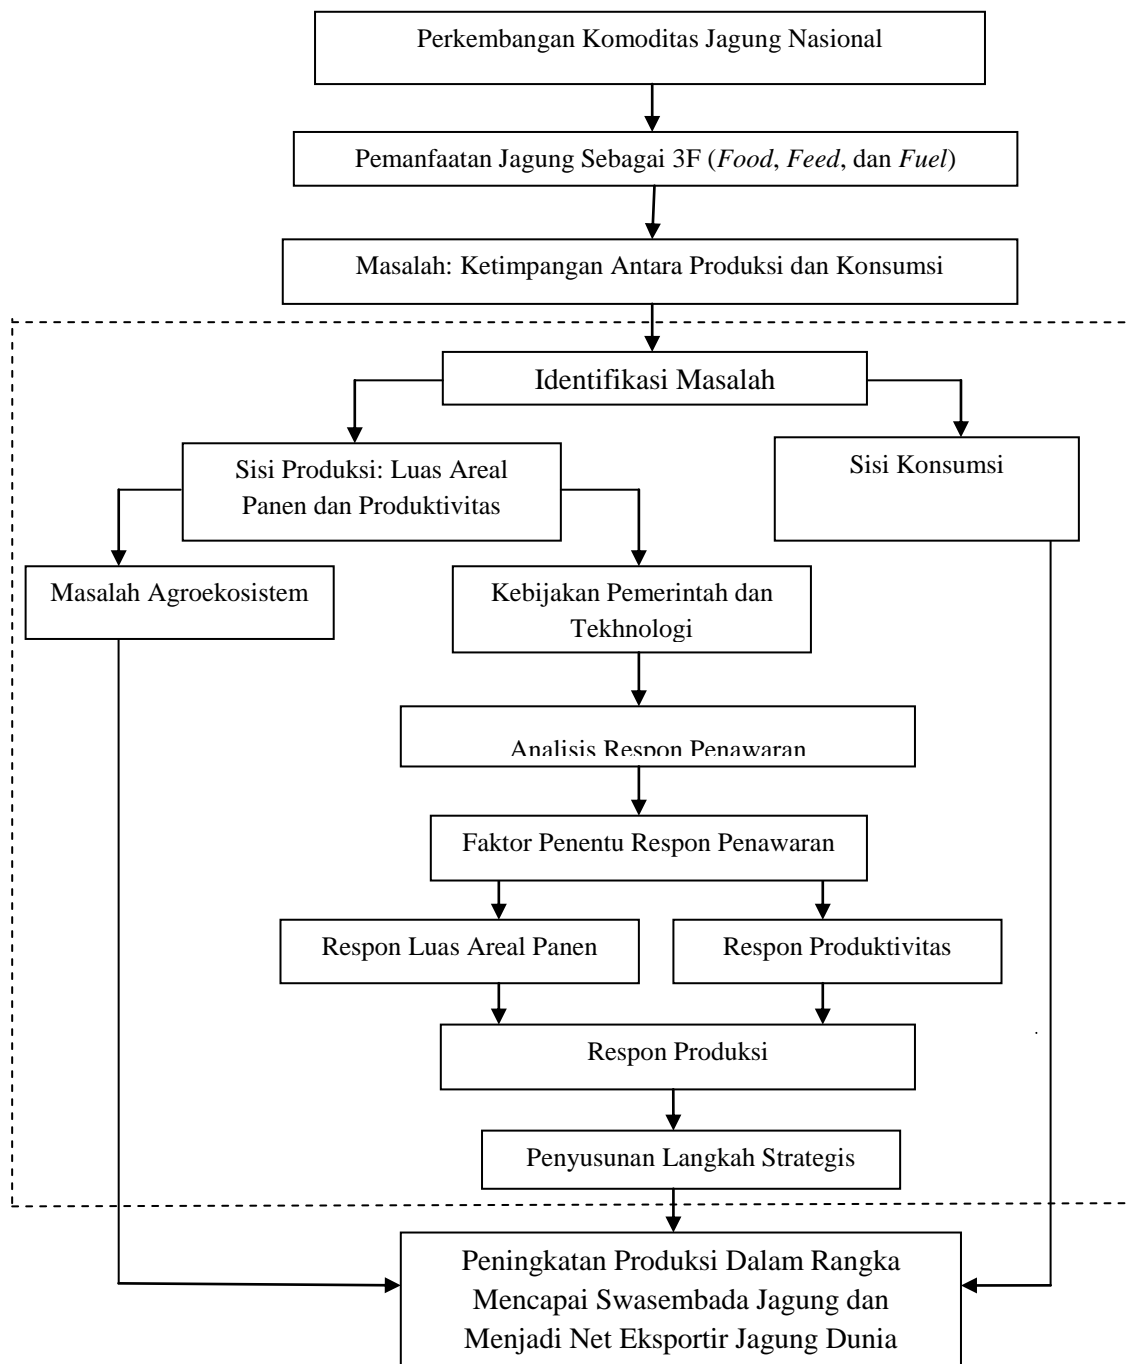 Perkembangan Komoditas Jagung Nasional
Pemanfaatan Jagung Sebagai 3F (Food, Feed, dan Fuel)
Masalah: Ketimpangan Antara Produksi dan Konsumsi
Identifikasi Masalah
Sisi Produksi: Luas Areal
Panen dan Produktivitas
Sisi Konsumsi
Masalah Agroekosistem
Kebijakan Pemerintah dan
Tekhnologi
Analisis Respon Penawaran
Faktor Penentu Respon Penawaran
Respon Luas Areal Panen
Respon Produktivitas
Respon Produksi
Penyusunan Langkah Strategis
Peningkatan Produksi Dalam Rangka
Mencapai Swasembada Jagung dan
Menjadi Net Eksportir Jagung Dunia